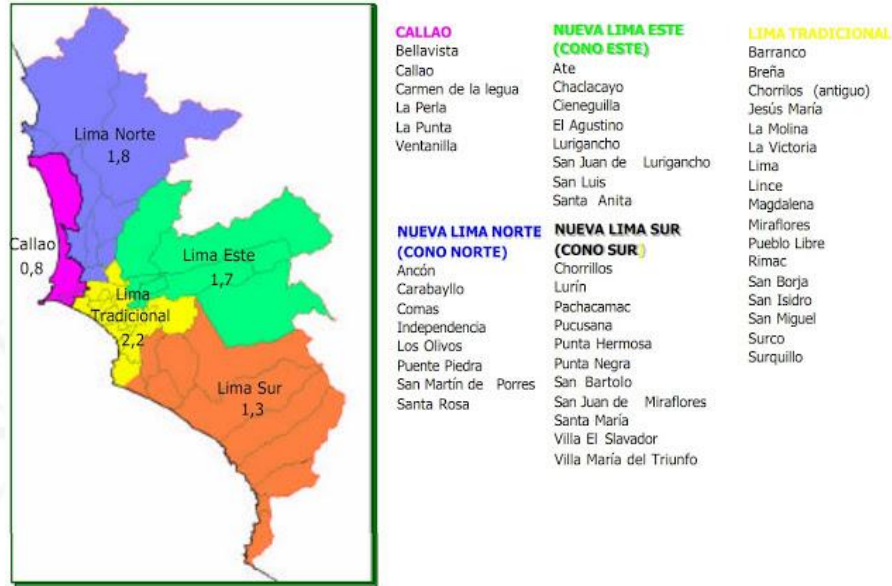 Lima Norte
1,8
Callao
0,8
Lima Este
1,7
Lima
Tradicional
2,2
Lima Sur
1,3
CALLAO
Bellavista
Callao
Carmen de la legua
La Perla
La Punta
Ventanilla
NUEVA LIMA ESTE
(CONO ESTE)
Ate
Chaclacayo
Cieneguilla
El Agustino
Lurigancho
San Juan de Lurigancho
San Luis
Santa Anita
LIMA TRADICIONAL
Barranco
Breña
Chorrilos (antiguo)
Jesús María
La Molina
La Victoria
Lima
Lince
Magdalena
Miraflores
Pueblo Libre
Rimac
San Borja
San Isidro
San Miguel
Surco
Surquillo
NUEVA LIMA NORTE
(CONO NORTE)
Ancón
Carabayllo
Comas
Independencia
Los Olivos
Puente Piedra
San Martín de Porres
Santa Rosa
NUEVA LIMA SUR
(CONO SUR)
Chorrillos
Lurín
Pachacamac
Pucusana
Punta Hermosa
Punta Negra
San Bartolo
San Juan de Miraflores
Santa María
Villa El Slavador
Villa María del Triunfo